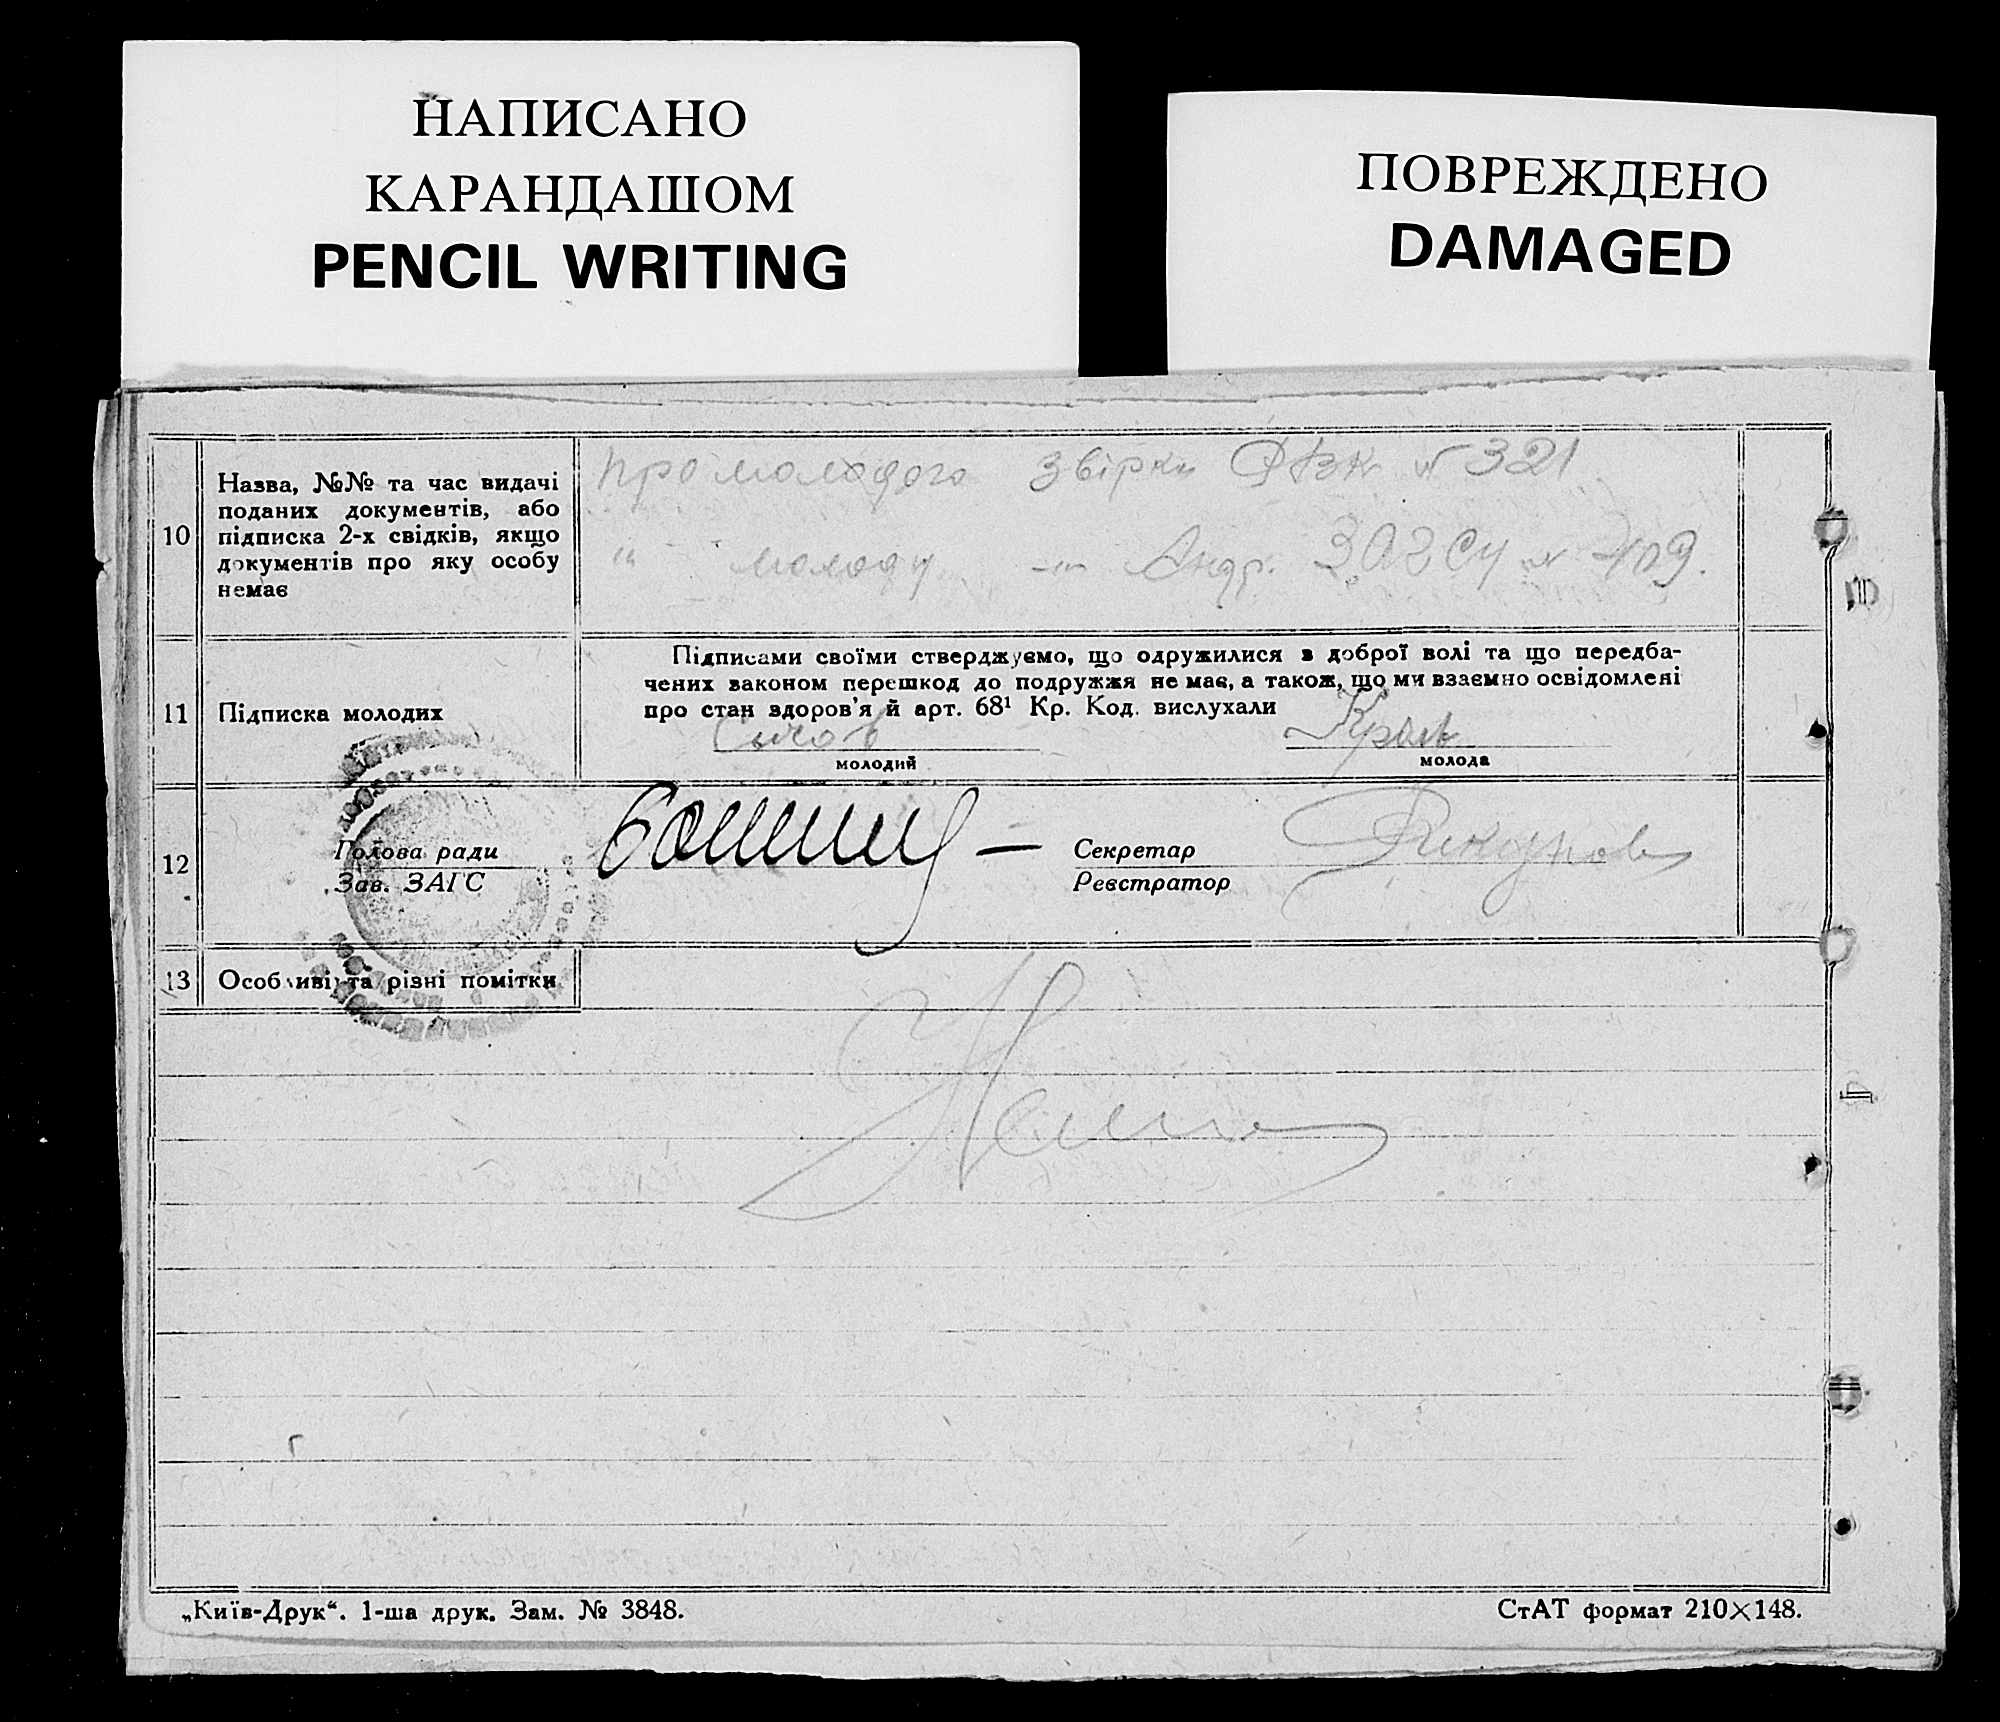 НАПИСАНО
КАРАНДАШОМ
PENCIL WRITING
ПОВРЕЖДЕНО
DAMAGED
10
Назва, №№ та час видачі
поданих документів, або
підписка 2-х свідків, якщо
документів про яку особу
немає
про молодого звірки № 321
" молоду -"- Андр. ЗАГСу №
11
Підписка молодих
Підписами своїми стверджуємо, що одружилися з доброї волі та що передба-
чених законом перешкод до подружжя не має, а також, що ми взаємно освідомлені
про стан здоров'я й арт. 68¹ Кр. Код. вислухали
Сичов
Краль
молодий
молода
12
Голова ради
Зав. ЗАГС
Секретар
Реєстратор
13
Особливі та різні помітки
„Київ-Друк“. 1-ша друк. Зам. № 3848.
СтАТ формат 210×148.